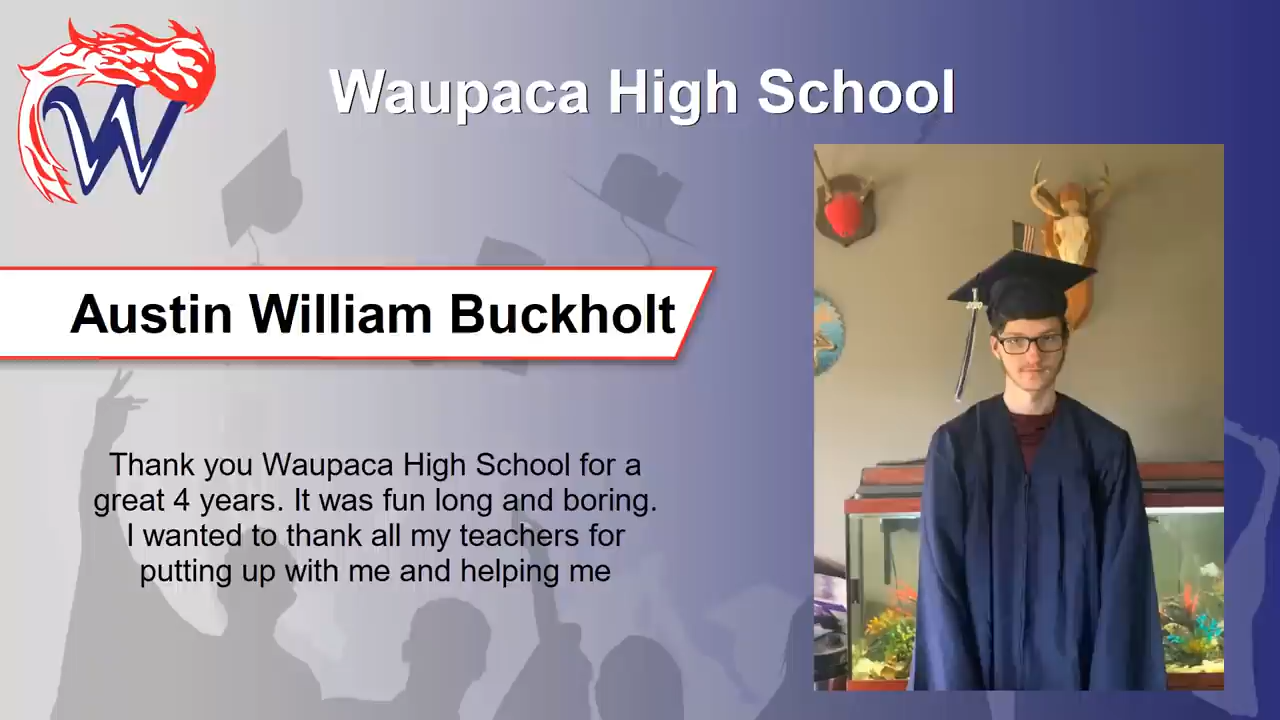 W
Waupaca High School
Austin William Buckholt
Thank you Waupaca High School for a
great 4 years. It was fun long and boring.
I wanted to thank all my teachers for
putting up with me and helping me